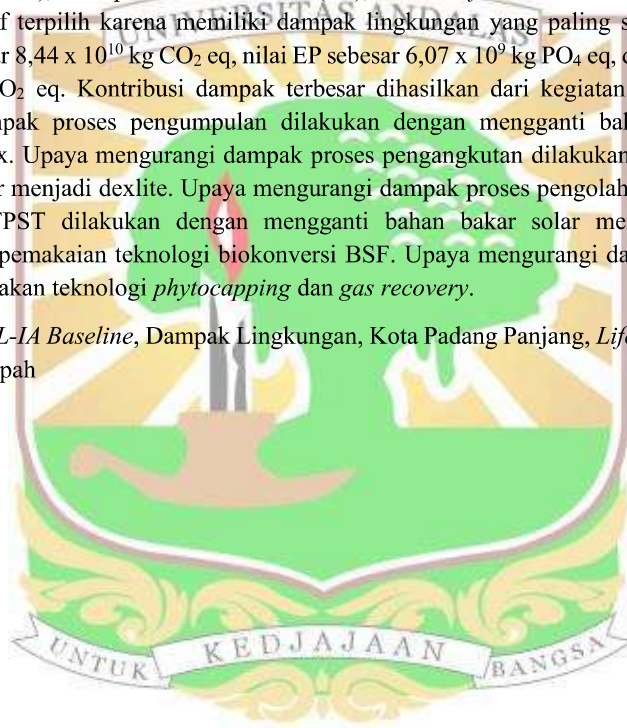 UNIVERSITAS ANDALAS
f terpilih karena memiliki dampak lingkungan yang paling s
r 8,44 x 10¹⁰ kg CO₂ eq, nilai EP sebesar 6,07 x 10⁹ kg PO₄ eq,
O₂ eq. Kontribusi dampak terbesar dihasilkan dari kegiatan
pak proses pengumpulan dilakukan dengan mengganti bal
x. Upaya mengurangi dampak proses pengangkutan dilakukan
r menjadi dexlite. Upaya mengurangi dampak proses pengolah
TPST dilakukan dengan mengganti bahan bakar solar me
pemakaian teknologi biokonversi BSF. Upaya mengurangi da
akan teknologi phytocapping dan gas recovery.
L-IA Baseline, Dampak Lingkungan, Kota Padang Panjang, Life
pah
UNTUK KEDJAJAAN BANGSA